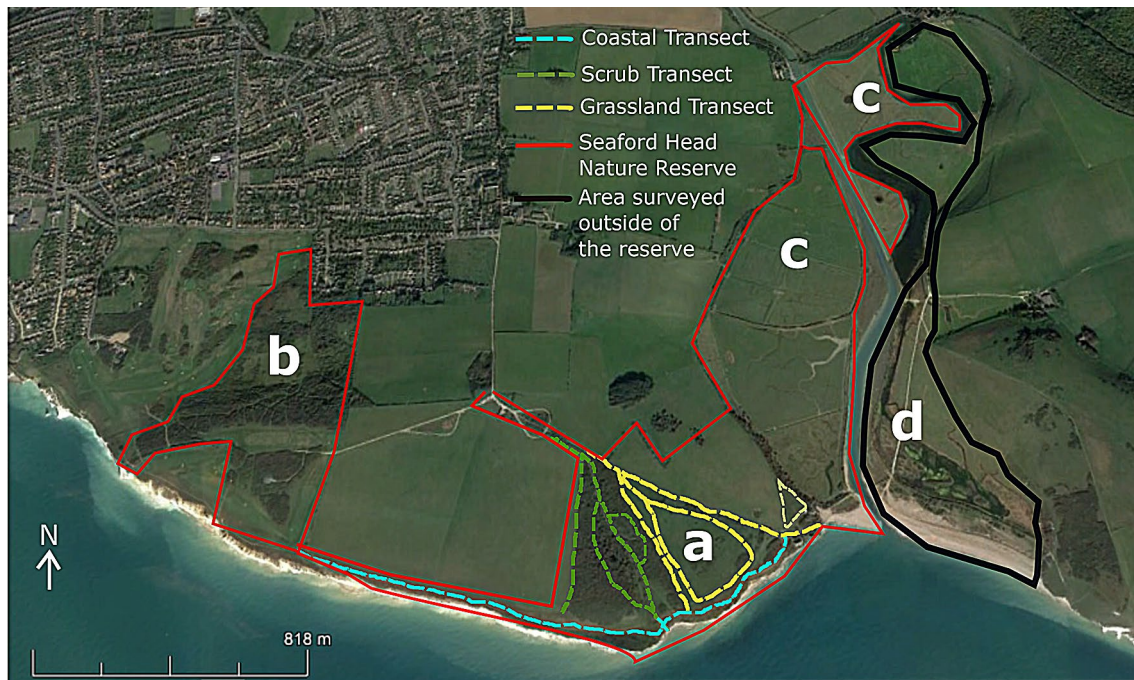 Coastal Transect
Scrub Transect
Grassland Transect
Seaford Head
Nature Reserve
Area surveyed
outside of
the reserve
c
c
b
d
a
N
818 m